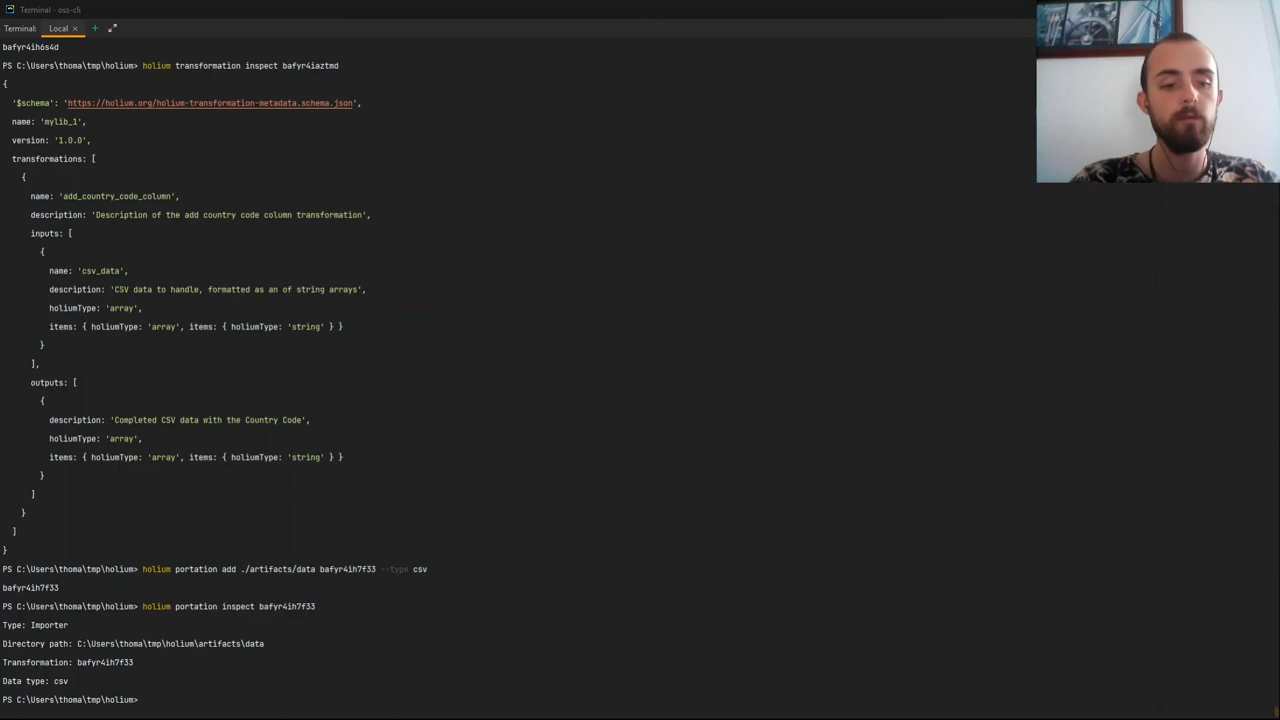 Terminal - oss-cli
Terminal: Local × +
bafyr4ih6s4d
PS C:\Users\thoma\tmp\holium> holium transformation inspect bafyr4iaztmd
{
'$schema': 'https://holium.org/holium-transformation-metadata.schema.json',
name: 'mylib_1',
version: '1.0.0',
transformations: [
{
name: 'add_country_code_column',
description: 'Description of the add country code column transformation',
inputs: [
{
name: 'csv_data',
description: 'CSV data to handle, formatted as an of string arrays',
holiumType: 'array',
items: { holiumType: 'array', items: { holiumType: 'string' } }
}
],
outputs: [
{
description: 'Completed CSV data with the Country Code',
holiumType: 'array',
items: { holiumType: 'array', items: { holiumType: 'string' } }
}
]
}
]
}
PS C:\Users\thoma\tmp\holium> holium portation add ./artifacts/data bafyr4ih7f33 --type csv
bafyr4ih7f33
PS C:\Users\thoma\tmp\holium> holium portation inspect bafyr4ih7f33
Type: Importer
Directory path: C:\Users\thoma\tmp\holium\artifacts\data
Transformation: bafyr4ih7f33
Data type: csv
PS C:\Users\thoma\tmp\holium>